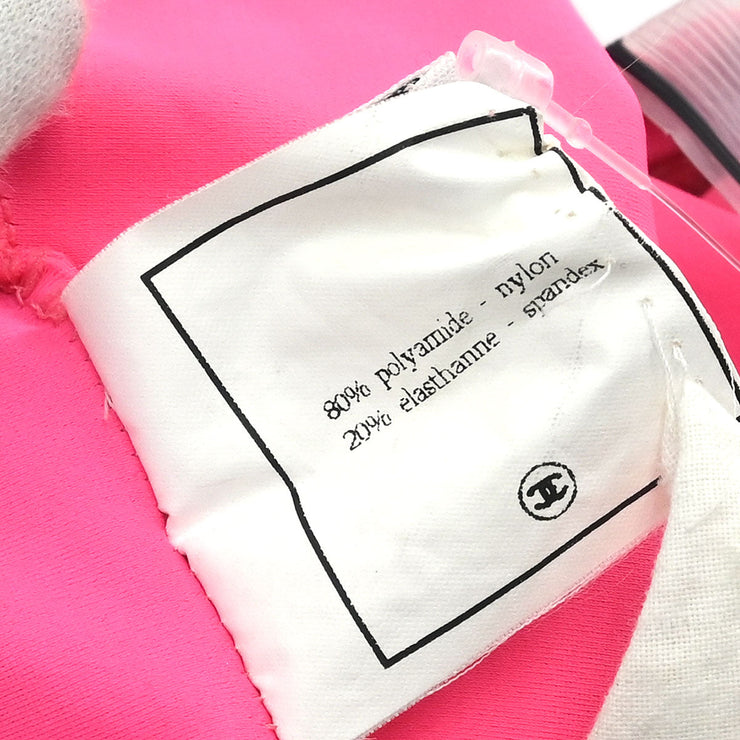 80% polyamide - nylon
20% elasthanne - spandex